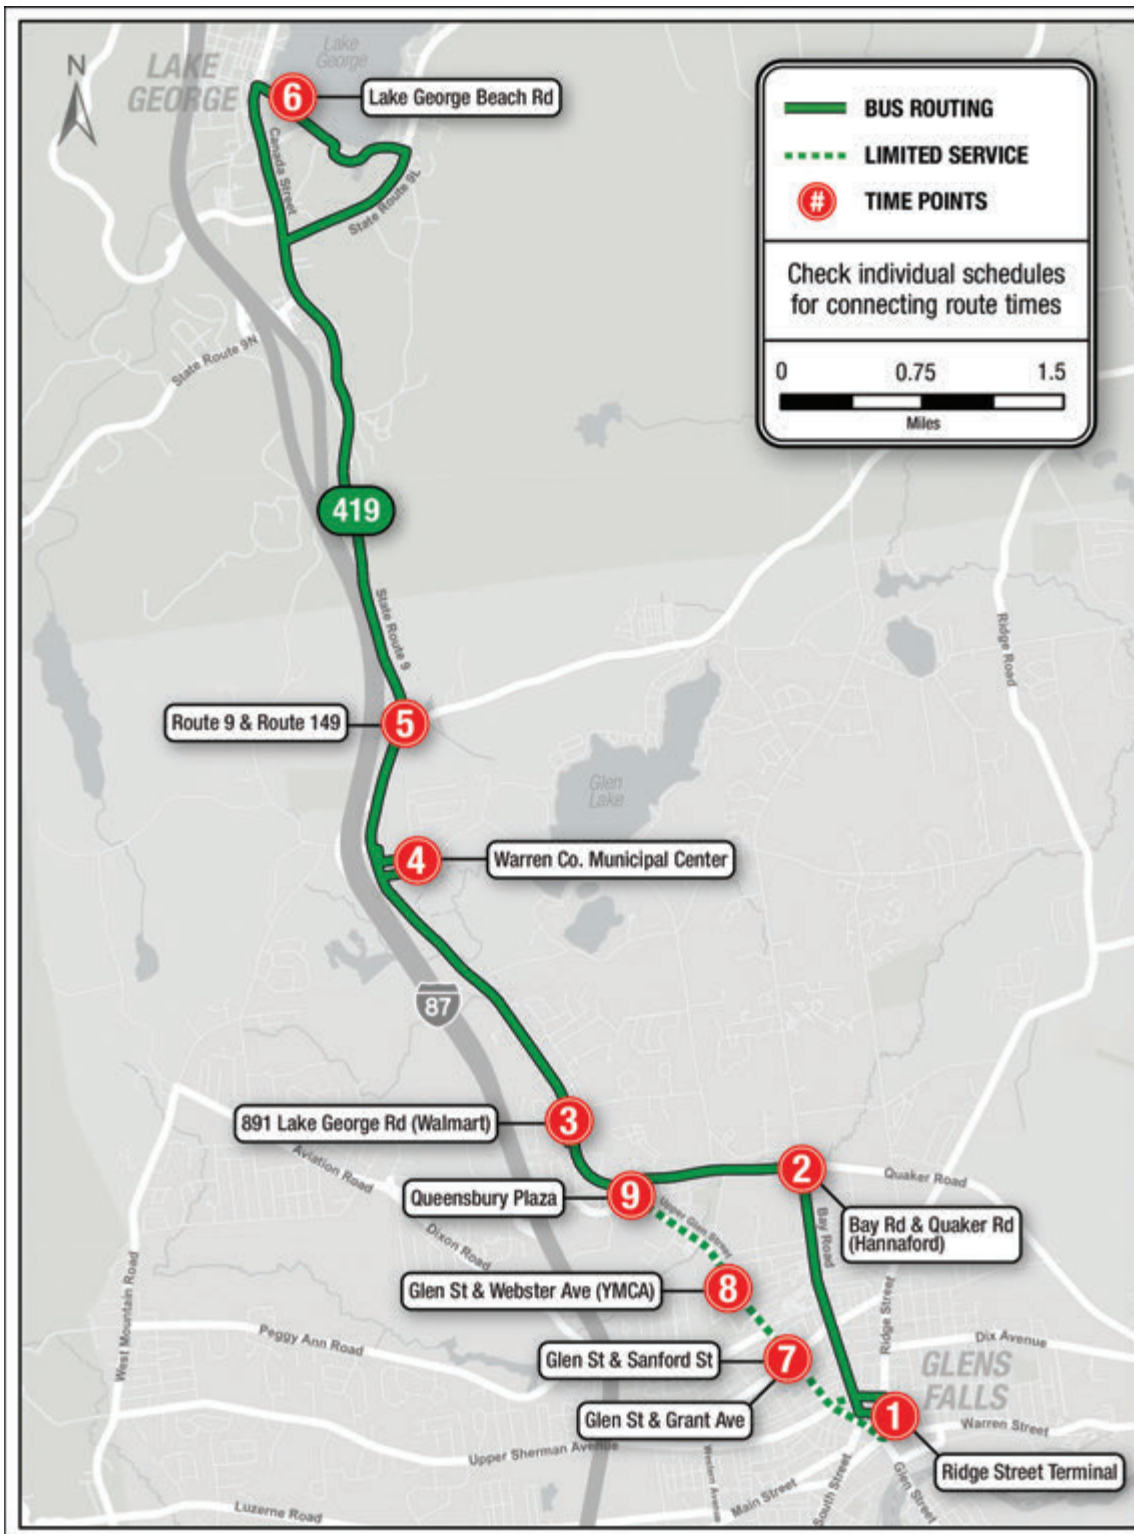 N
LAKE
GEORGE
Lake
George
6
Lake George Beach Rd
Canada Street
State Route 9L
State Route 9N
BUS ROUTING
LIMITED SERVICE
#
TIME POINTS
Check individual schedules
for connecting route times
0 0.75 1.5
Miles
419
State Route 9
Ridge Road
Route 9 & Route 149
5
Glen
Lake
4
Warren Co. Municipal Center
87
891 Lake George Rd (Walmart)
3
Aviation Road
Queensbury Plaza
9
2
Quaker Road
Upper Glen Street
Bay Road
Bay Rd & Quaker Rd
(Hannaford)
Dixon Road
West Mountain Road
Glen St & Webster Ave (YMCA)
8
Ridge Street
Peggy Ann Road
Dix Avenue
Glen St & Sanford St
7
GLENS
FALLS
Glen St & Grant Ave
1
Warren Street
Upper Sherman Avenue
Western Avenue
Main Street
South Street
Glen Street
Ridge Street Terminal
Luzerne Road